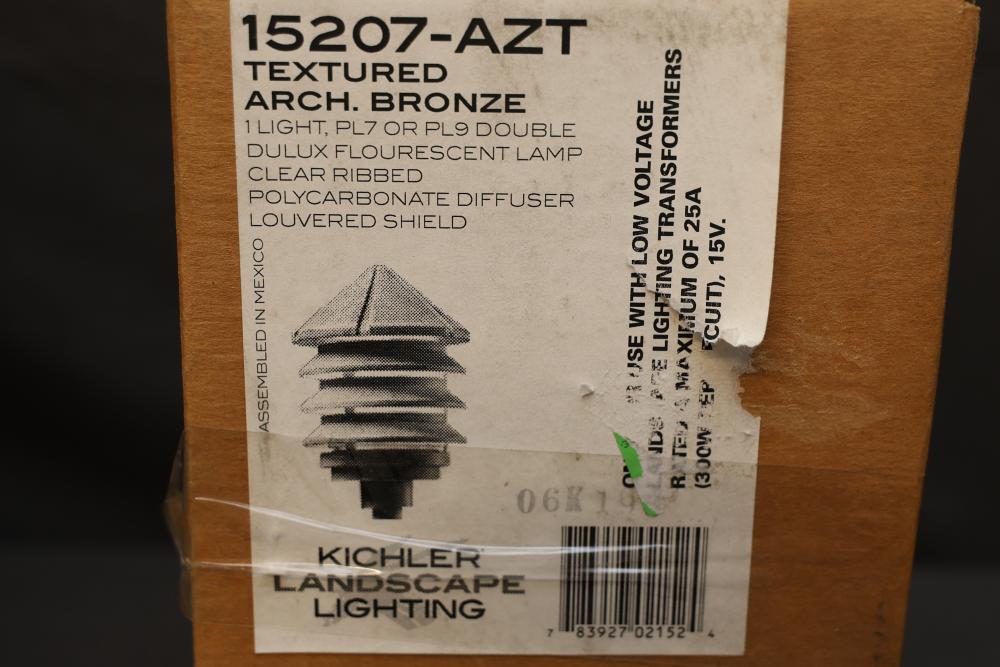 15207-AZT
TEXTURED
ARCH. BRONZE
1 LIGHT, PL7 OR PL9 DOUBLE
DULUX FLOURESCENT LAMP
CLEAR RIBBED
POLYCARBONATE DIFFUSER
LOUVERED SHIELD
ASSEMBLED IN MEXICO
USE WITH LOW VOLTAGE
LIGHTING TRANSFORMERS
MAXIMUM OF 25A
(300W 15V.
06K19
KICHLER
LANDSCAPE
LIGHTING
7 83927 02152 4